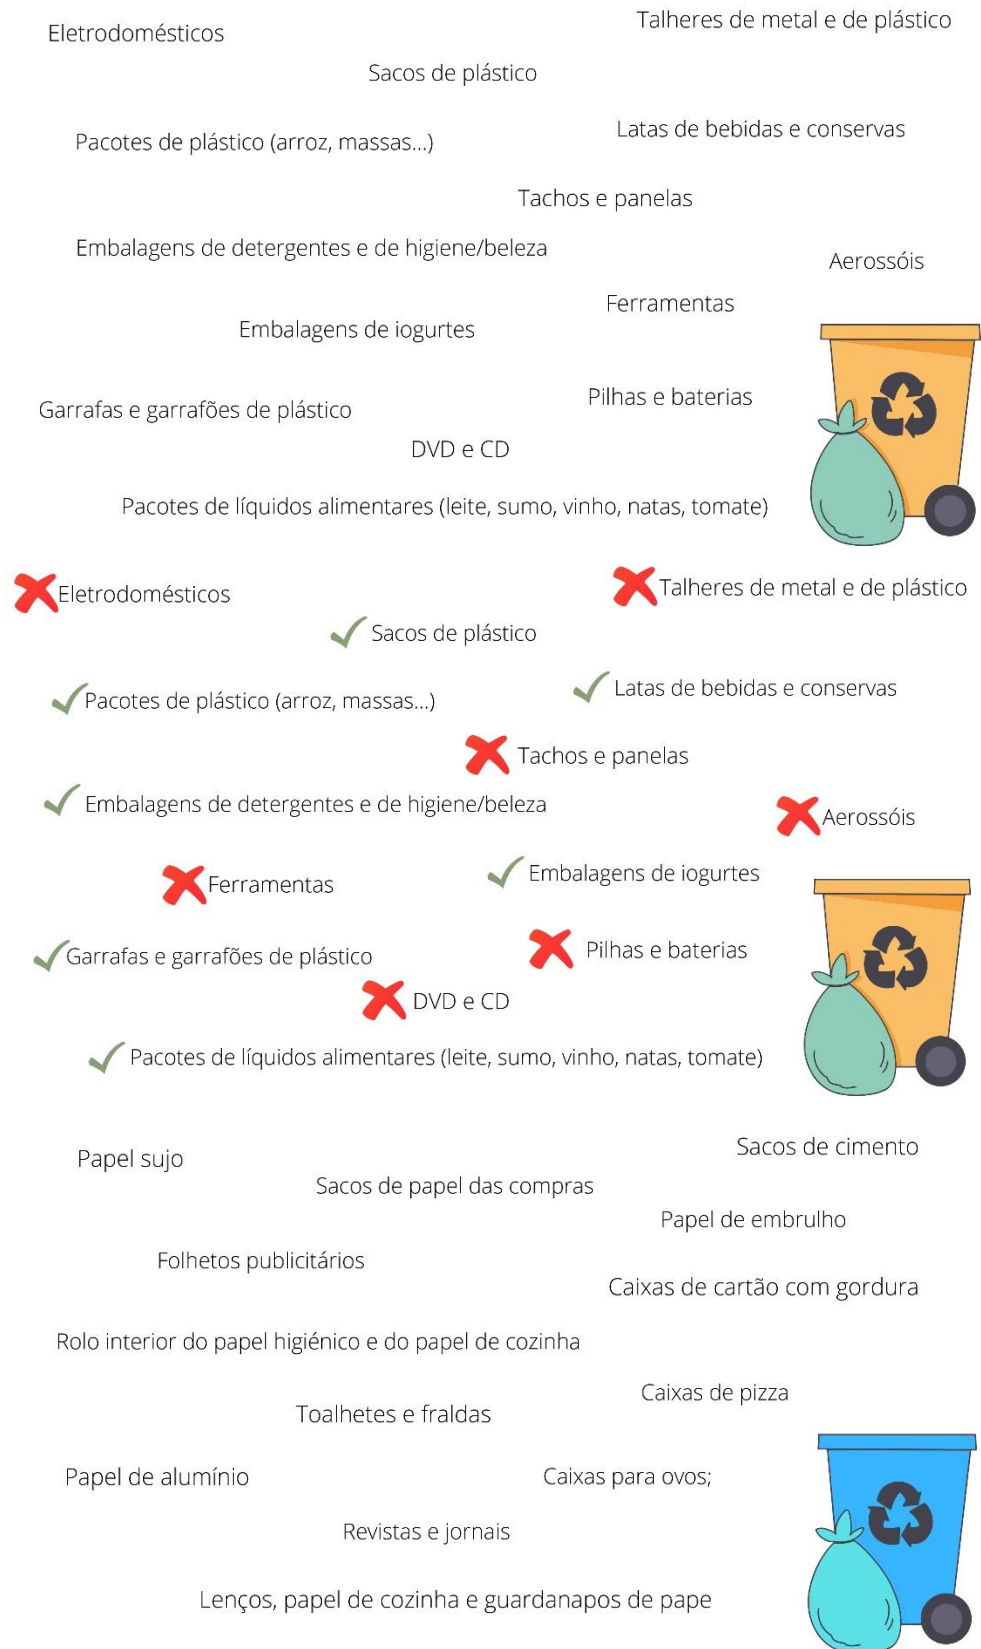 Eletrodomésticos
Talheres de metal e de plástico
Sacos de plástico
Pacotes de plástico (arroz, massas...)
Latas de bebidas e conservas
Tachos e panelas
Embalagens de detergentes e de higiene/beleza
Aerossóis
Ferramentas
Embalagens de iogurtes
Garrafas e garrafões de plástico
Pilhas e baterias
DVD e CD
Pacotes de líquidos alimentares (leite, sumo, vinho, natas, tomate)
Eletrodomésticos
Talheres de metal e de plástico
Sacos de plástico
Pacotes de plástico (arroz, massas...)
Latas de bebidas e conservas
Tachos e panelas
Embalagens de detergentes e de higiene/beleza
Aerossóis
Ferramentas
Embalagens de iogurtes
Garrafas e garrafões de plástico
Pilhas e baterias
DVD e CD
Pacotes de líquidos alimentares (leite, sumo, vinho, natas, tomate)
Papel sujo
Sacos de cimento
Sacos de papel das compras
Papel de embrulho
Folhetos publicitários
Caixas de cartão com gordura
Rolo interior do papel higiénico e do papel de cozinha
Caixas de pizza
Toalhetes e fraldas
Papel de alumínio
Caixas para ovos;
Revistas e jornais
Lenços, papel de cozinha e guardanapos de pape